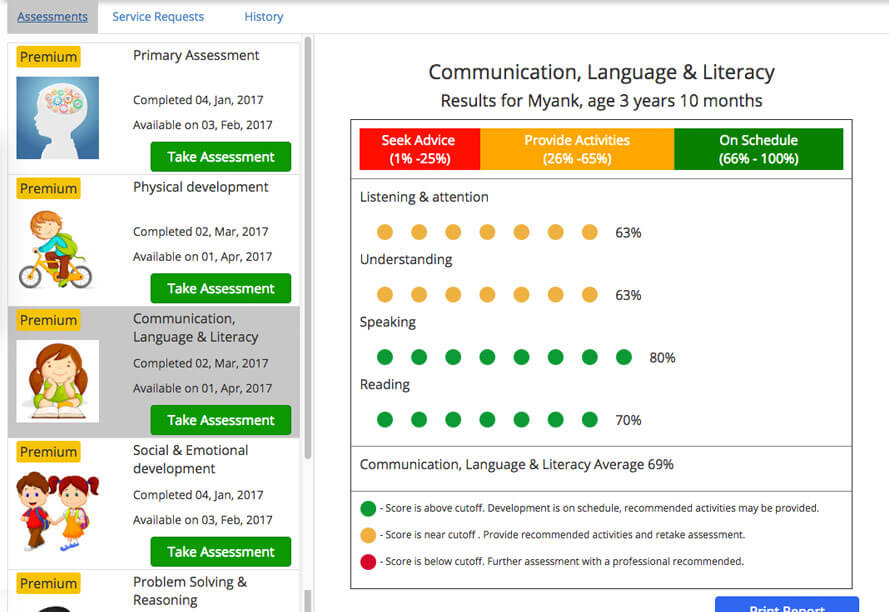 Assessments Service Requests History
Premium
Primary Assessment
Completed 04, Jan, 2017
Available on 03, Feb, 2017
Take Assessment
Premium
Physical development
Completed 02, Mar, 2017
Available on 01, Apr, 2017
Take Assessment
Premium
Communication,
Language & Literacy
Completed 02, Mar, 2017
Available on 01, Apr, 2017
Take Assessment
Premium
Social & Emotional
development
Completed 04, Jan, 2017
Available on 03, Feb, 2017
Take Assessment
Premium
Problem Solving &
Reasoning
Communication, Language & Literacy
Results for Myank, age 3 years 10 months
Seek Advice Provide Activities On Schedule
(1% -25%) (26% -65%) (66% - 100%)
Listening & attention
63%
Understanding
63%
Speaking
80%
Reading
70%
Communication, Language & Literacy Average 69%
- Score is above cutoff. Development is on schedule, recommended activities may be provided.
- Score is near cutoff . Provide recommended activities and retake assessment.
- Score is below cutoff. Further assessment with a professional recommended.
Print Report